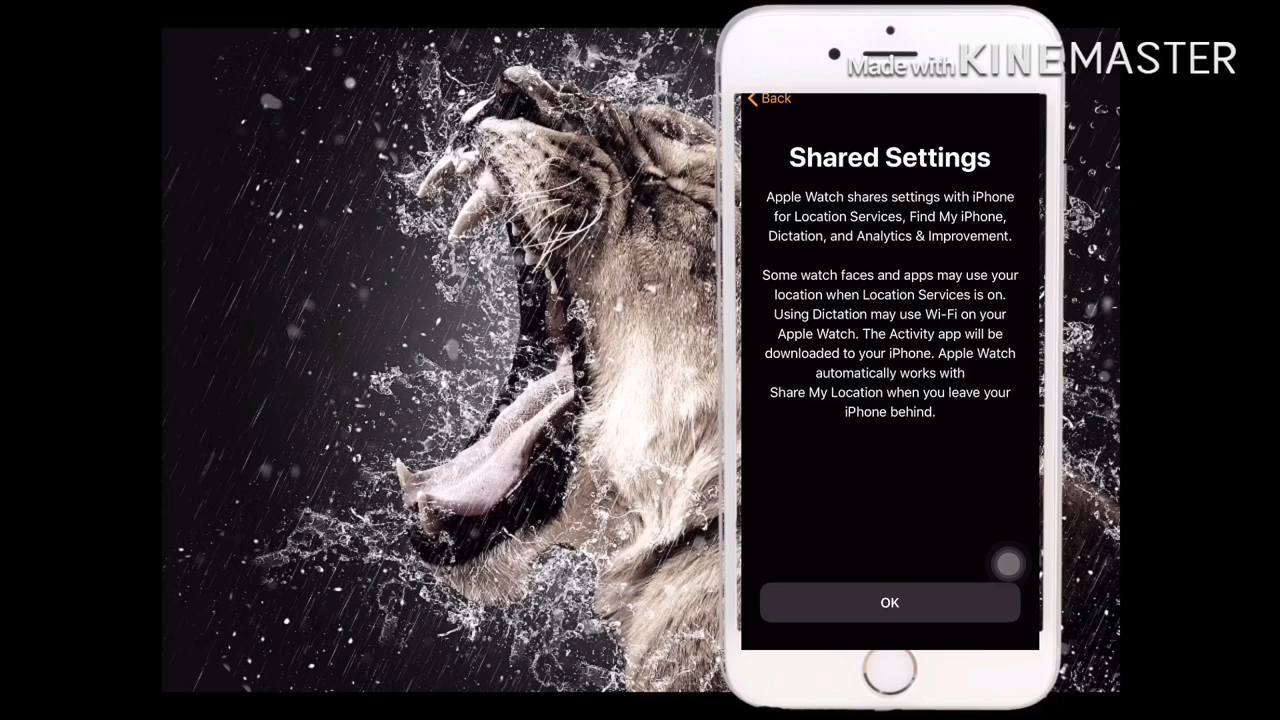 Made with KINEMASTER
Back
Shared Settings
Apple Watch shares settings with iPhone
for Location Services, Find My iPhone,
Dictation, and Analytics & Improvement.
Some watch faces and apps may use your
location when Location Services is on.
Using Dictation may use Wi-Fi on your
Apple Watch. The Activity app will be
downloaded to your iPhone. Apple Watch
automatically works with
Share My Location when you leave your
iPhone behind.
OK